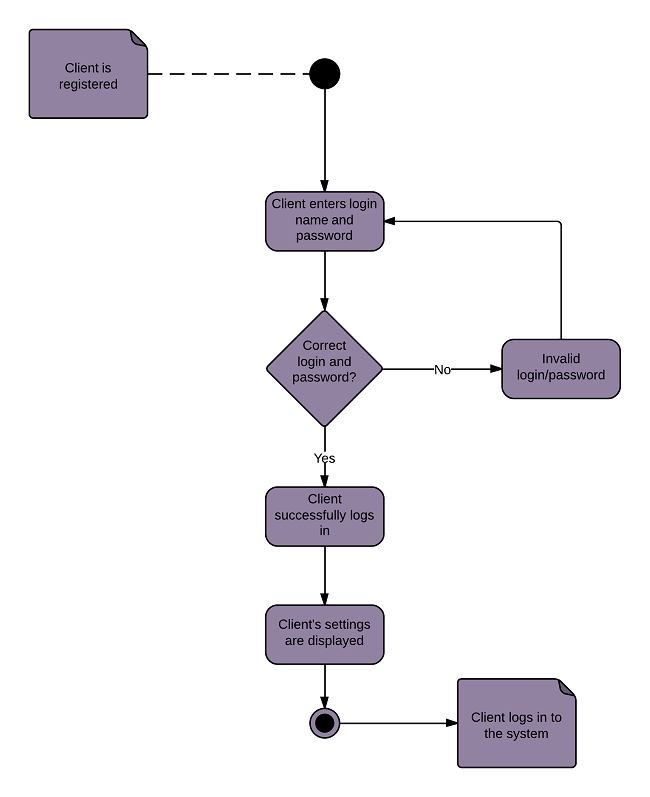 Client is
registered
Client enters login
name and
password
Correct
login and
password?
No
Invalid
login/password
Yes
Client
successfully logs
in
Client's settings
are displayed
Client logs in to
the system